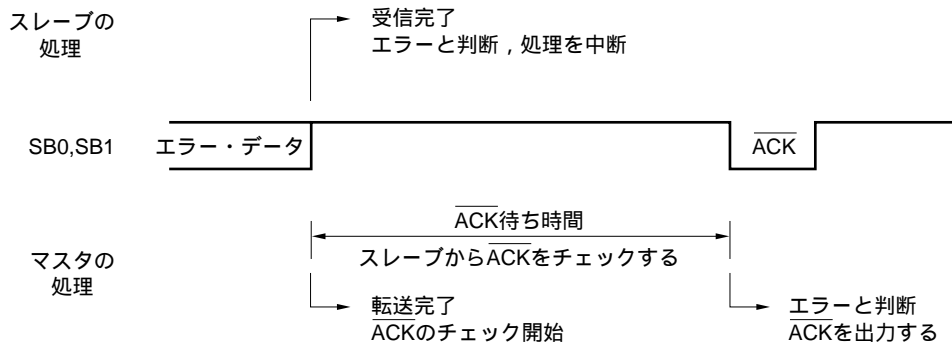 スレーブの
処理
受信完了
エラーと判断，処理を中断
SB0,SB1
エラー・データ
ACK
ACK待ち時間
スレーブからACKをチェックする
マスタの
処理
転送完了
ACKのチェック開始
エラーと判断
ACKを出力する